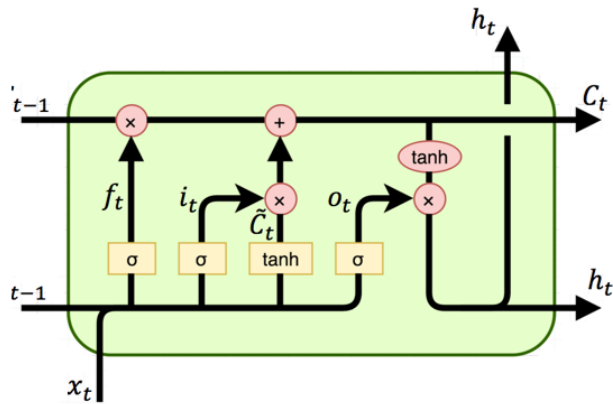 h_t
t−1
C_t
×
+
tanh
f_t
i_t
×
o_t
×
C̃_t
σ
σ
tanh
σ
t−1
h_t
x_t